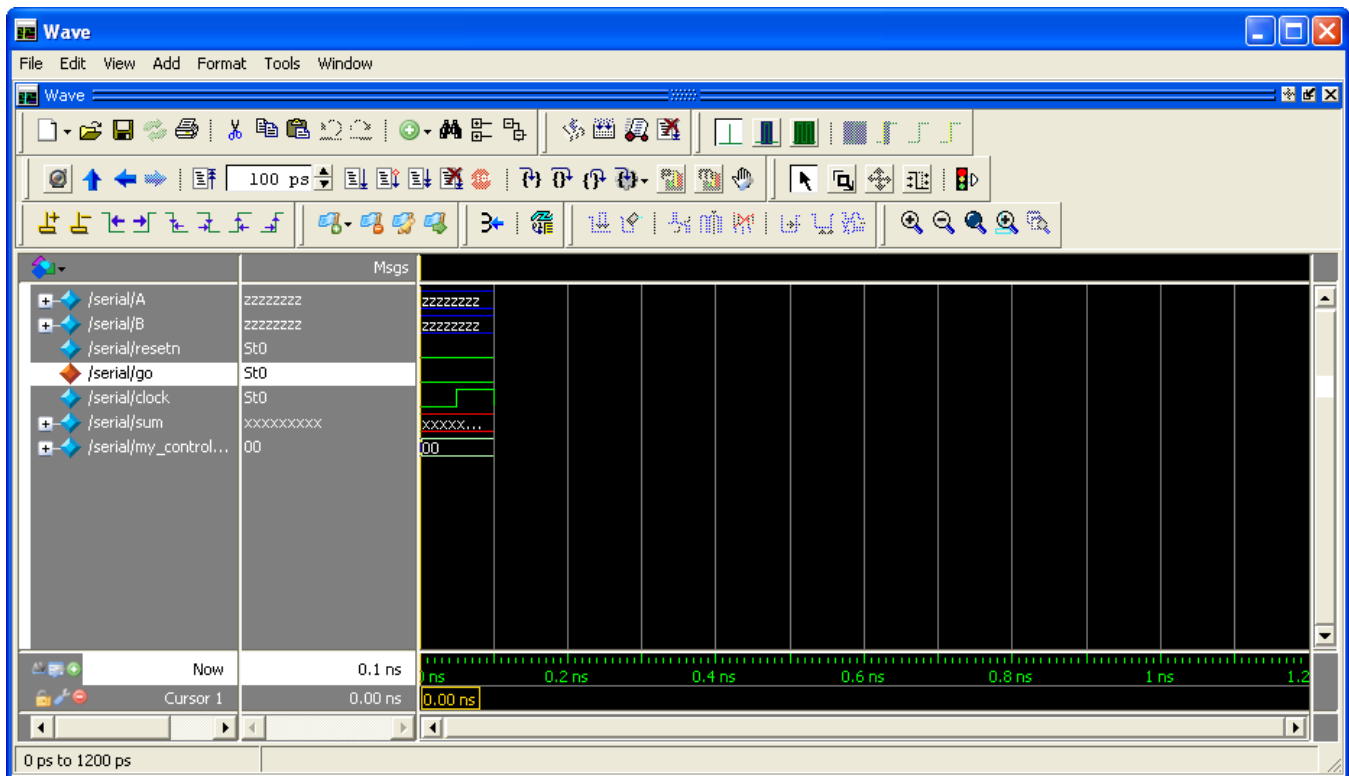 Wave
File Edit View Add Format Tools Window
Wave
100 ps
Msgs
/serial/A zzzzzzzz zzzzzzzz
/serial/B zzzzzzzz zzzzzzzz
/serial/resetn St0
/serial/go St0
/serial/clock St0
/serial/sum xxxxxxxxx xxxxx...
/serial/my_control... 00 00
Now 0.1 ns ns 0.2 ns 0.4 ns 0.6 ns 0.8 ns 1 ns 1.2
Cursor 1 0.00 ns 0.00 ns
0 ps to 1200 ps